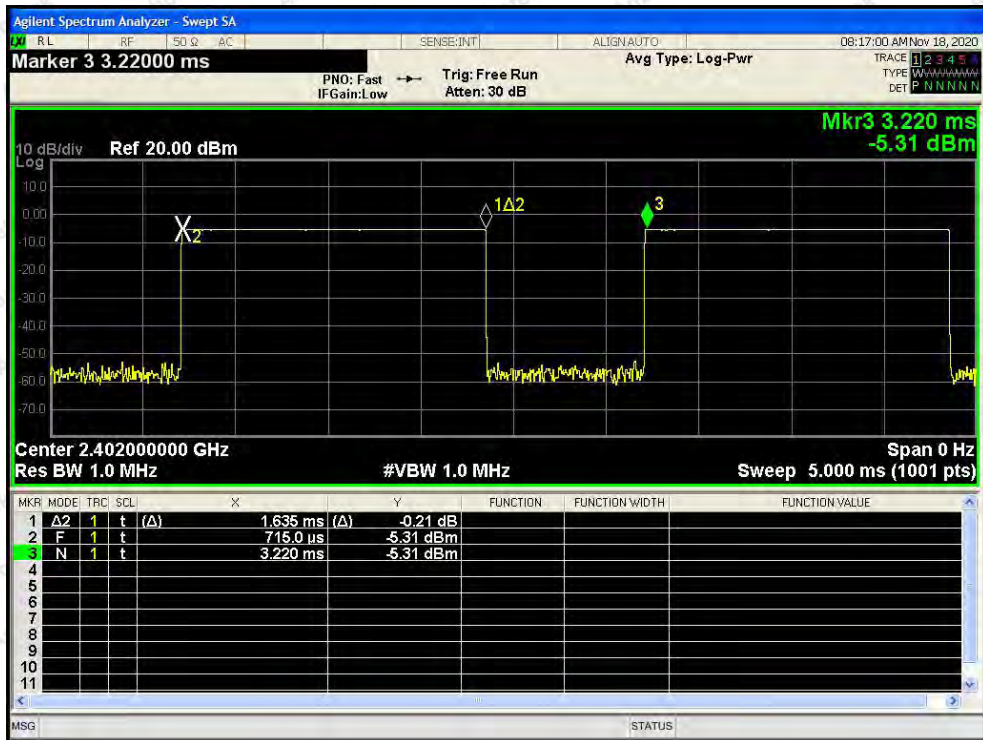 Agilent Spectrum Analyzer - Swept SA
LXI RL RF 50 Ω AC SENSE:INT ALIGN AUTO 08:17:00 AM Nov 18, 2020
Marker 3 3.22000 ms
PNO: Fast Trig: Free Run Avg Type: Log-Pwr TRACE 1 2 3 4 5 6
IFGain:Low Atten: 30 dB TYPE WWWWWW
DET P N N N N N
Mkr3 3.220 ms
-5.31 dBm
10 dB/div Ref 20.00 dBm
Log
10.0
0.00
-10.0
-20.0
-30.0
-40.0
-50.0
-60.0
-70.0
1Δ2
3
X2
Center 2.402000000 GHz Span 0 Hz
Res BW 1.0 MHz #VBW 1.0 MHz Sweep 5.000 ms (1001 pts)
MKR MODE TRC SCL X Y FUNCTION FUNCTION WIDTH FUNCTION VALUE
1 Δ2 1 t (Δ) 1.635 ms (Δ) -0.21 dB
2 F 1 t 715.0 µs -5.31 dBm
3 N 1 t 3.220 ms -5.31 dBm
4
5
6
7
8
9
10
11
MSG STATUS